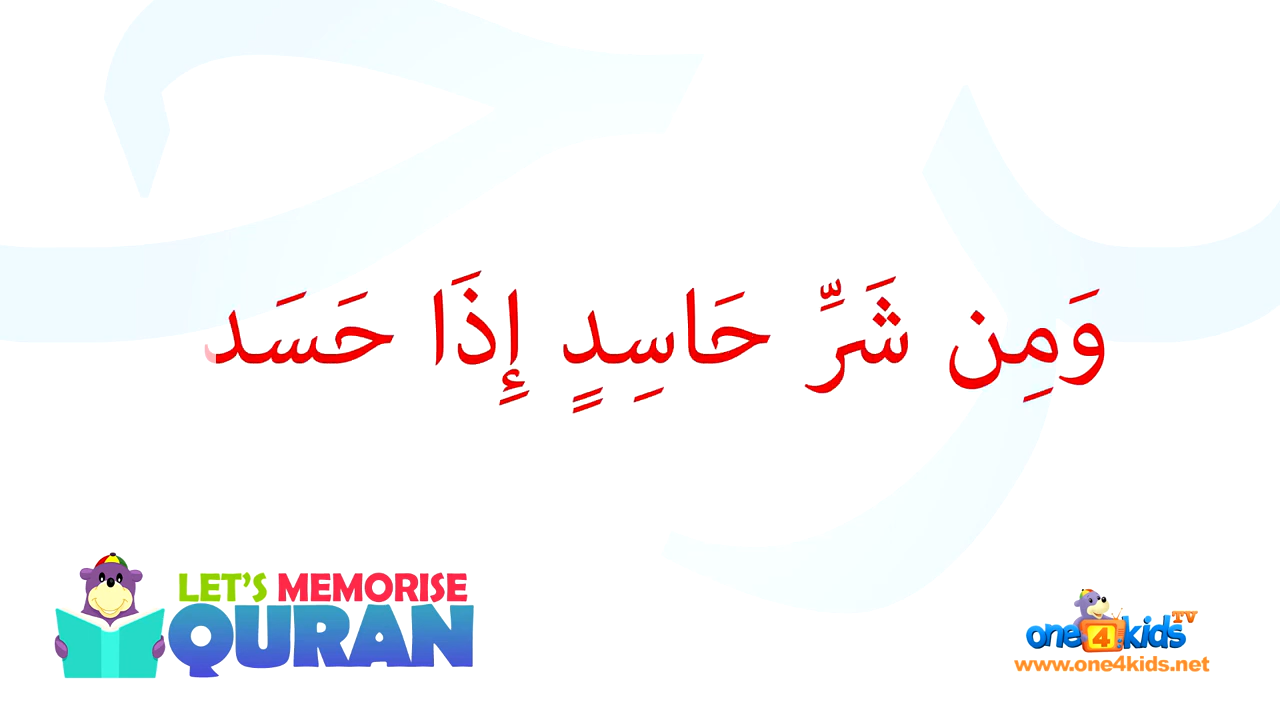 وَمِن شَرِّ حَاسِدٍ إِذَا حَسَد
LET'S MEMORISE
QURAN
one4kids TV
www.one4kids.net